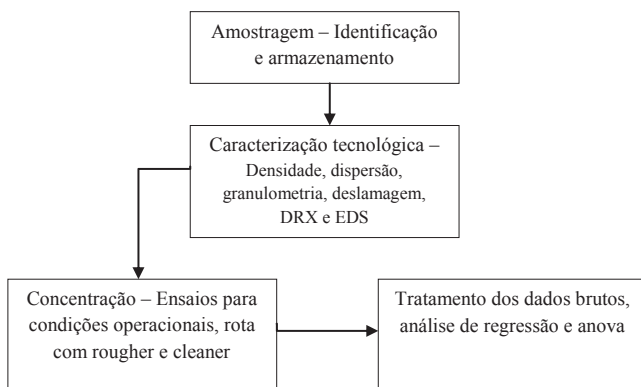 Amostragem – Identificação
e armazenamento
Caracterização tecnológica –
Densidade, dispersão,
granulometria, deslamagem,
DRX e EDS
Concentração – Ensaios para
condições operacionais, rota
com rougher e cleaner
Tratamento dos dados brutos,
análise de regressão e anova